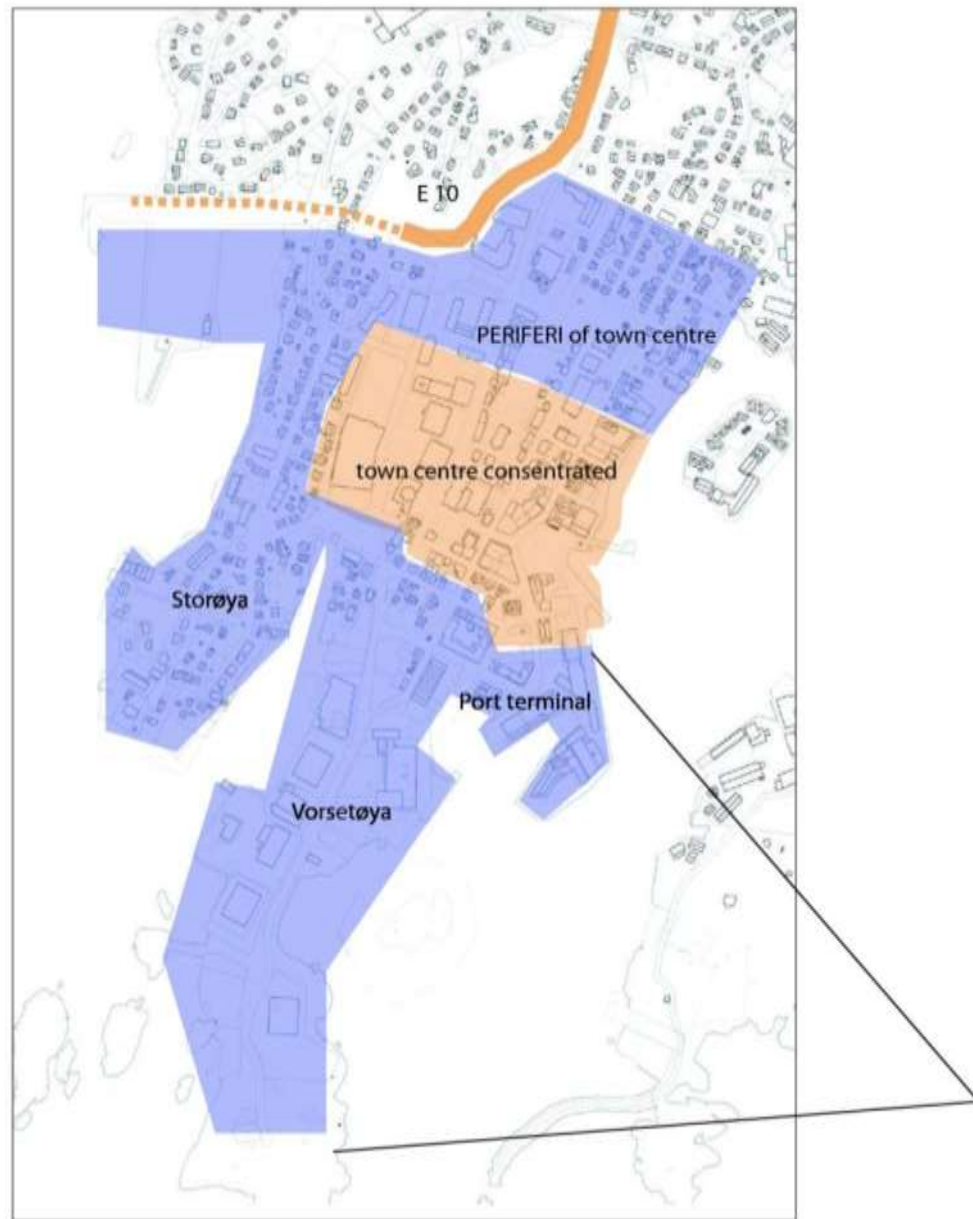 E 10
PERIFERI of town centre
town centre consentrated
Storøya
Port terminal
Vorsetøya